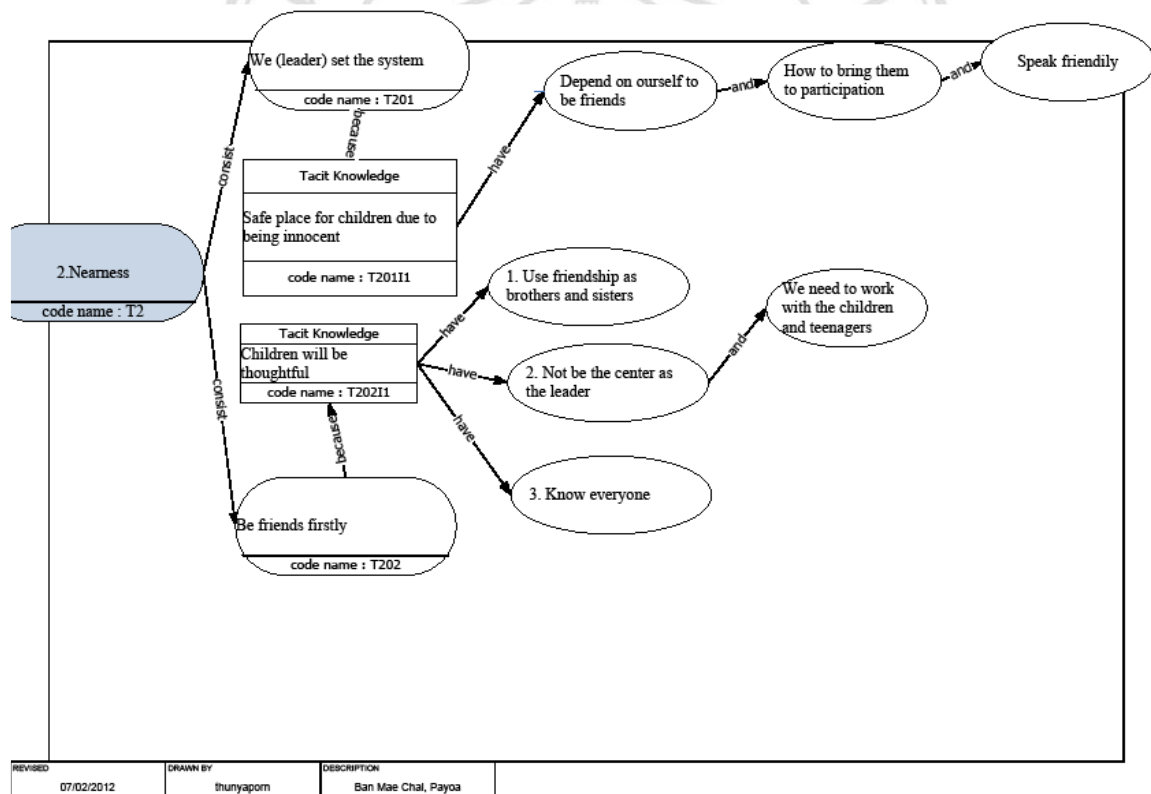 We (leader) set the system
code name : T201
Depend on ourself to
be friends
and
How to bring them
to participation
and
Speak friendily
because
consist
have
Tacit Knowledge
Safe place for children due to
being innocent
code name : T201I1
2.Nearness
code name : T2
1. Use friendship as
brothers and sisters
We need to work
with the children
and teenagers
have
Tacit Knowledge
Children will be
thoughtful
code name : T202I1
have
2. Not be the center as
the leader
and
consist
because
have
3. Know everyone
Be friends firstly
code name : T202
REVISED
07/02/2012
DRAWN BY
thunyaporn
DESCRIPTION
Ban Mae Chai, Payoa